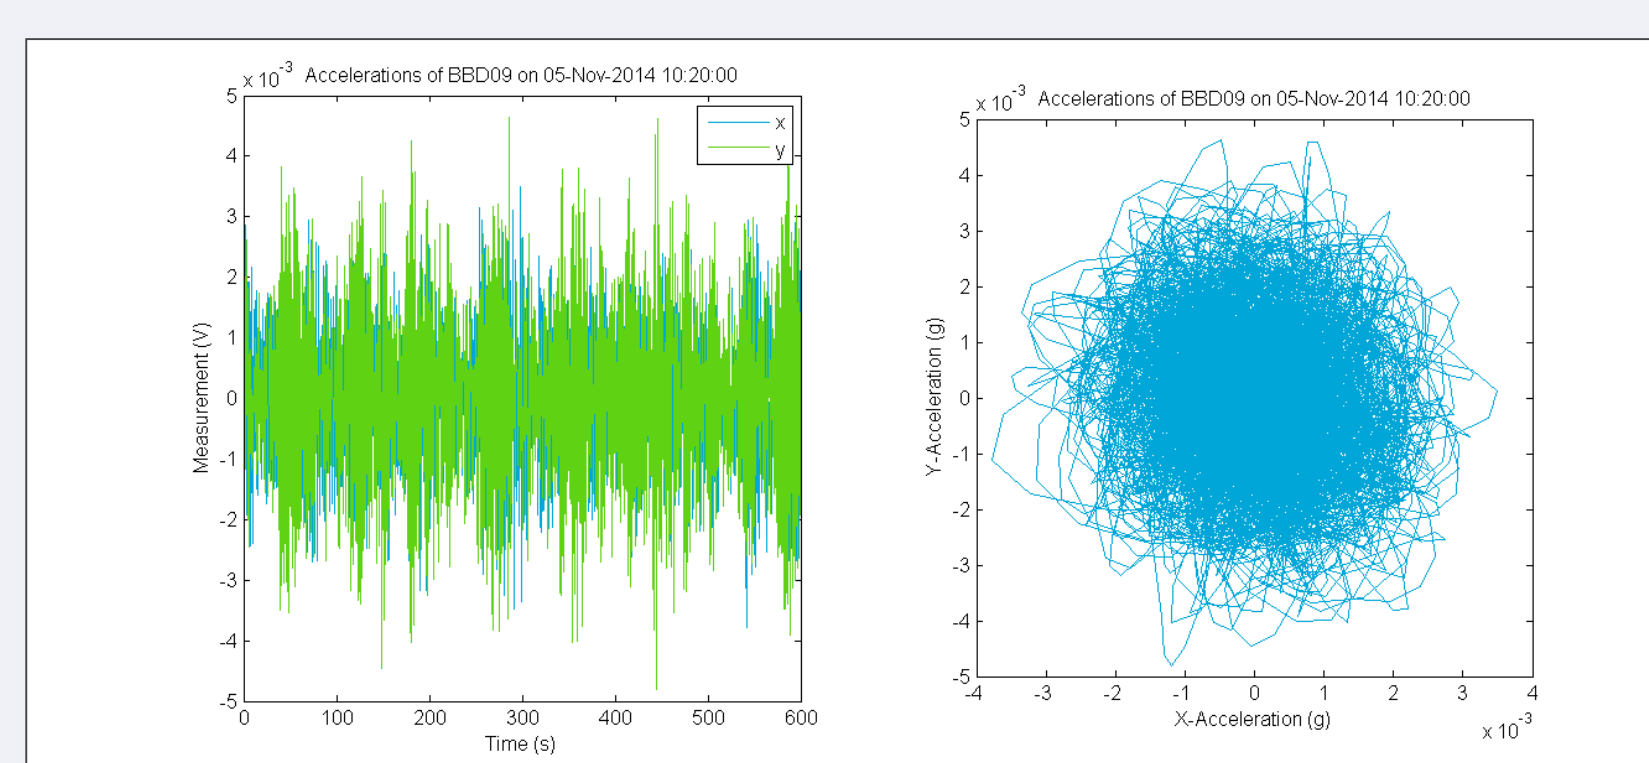 x 10-3 Accelerations of BBD09 on 05-Nov-2014 10:20:00
5
4
3
2
1
0
-1
-2
-3
-4
-5
Measurement (V)
x
y
0 100 200 300 400 500 600
Time (s)
x 10-3 Accelerations of BBD09 on 05-Nov-2014 10:20:00
5
4
3
2
1
0
-1
-2
-3
-4
-5
Y-Acceleration (g)
-4 -3 -2 -1 0 1 2 3 4
X-Acceleration (g)
x 10-3